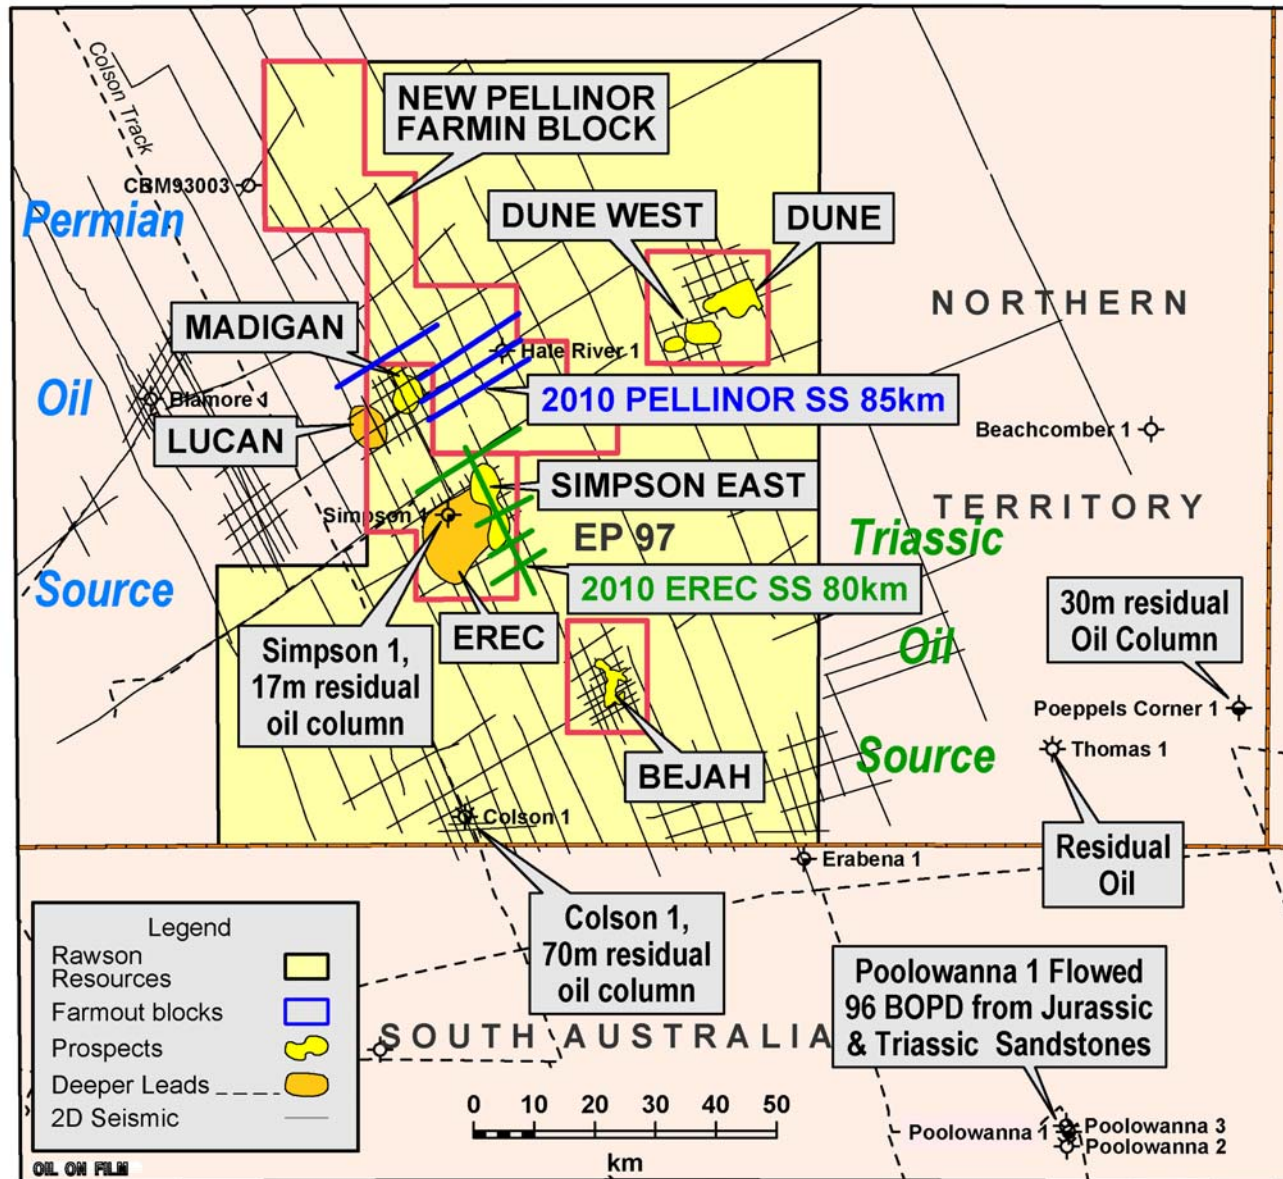 Colson Track
NEW PELLINOR
FARMIN BLOCK
CBM93003
Permian
DUNE WEST
DUNE
NORTHERN
MADIGAN
Hale River 1
Oil
Blamore 1
2010 PELLINOR SS 85km
Beachcomber 1
LUCAN
SIMPSON EAST
TERRITORY
Simpson 1
EP 97
Triassic
Source
2010 EREC SS 80km
30m residual
Oil Column
EREC
Oil
Simpson 1,
17m residual
oil column
Poeppels Corner 1
Thomas 1
Source
BEJAH
Colson 1
Erabena 1
Residual
Oil
Colson 1,
70m residual
oil column
Poolowanna 1 Flowed
96 BOPD from Jurassic
& Triassic Sandstones
SOUTH AUSTRALIA
Legend
Rawson
Resources
Farmout blocks
Prospects
Deeper Leads
2D Seismic
0 10 20 30 40 50
km
Poolowanna 3
Poolowanna 1
Poolowanna 2
OIL ON FILM